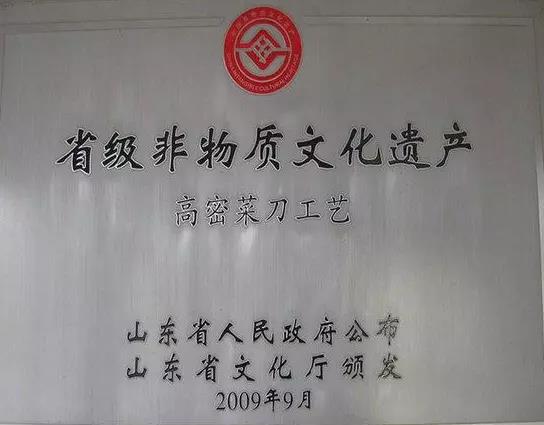 省级非物质文化遗产
高密菜刀工艺
山东省人民政府公布
山东省文化厅颁发
2009年9月